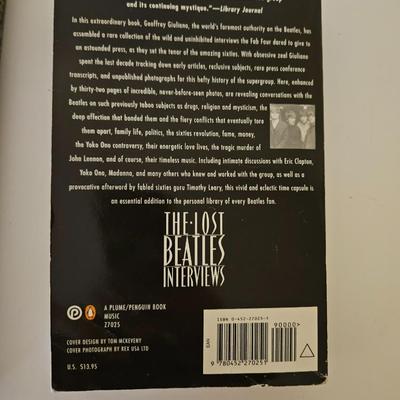 and its continuing mystique."—Library Journal
In this extraordinary book, Geoffrey Giuliano, the world's foremost authority on the Beatles, has
assembled a rare collection of the wild and uninhibited interviews the Fab Four dared to give to
an astounded press, as they set the tenor of the amazing sixties. With obsessive zeal Giuliano
spent the last decade tracking down early articles, reclusive subjects, rare press conference
transcripts, and unpublished photographs for this hefty history of the supergroup. Here, enhanced
by thirty-two pages of incredible, never-before-seen photos, are revealing conversations with the
Beatles on such previously taboo subjects as drugs, religion and mysticism, the
deep affection that bonded them and the fiery conflicts that eventually tore
them apart, family life, politics, the sixties revolution, fame, money,
the Yoko Ono controversy, their energetic love lives, the tragic murder of
John Lennon, and of course, their timeless music. Including intimate discussions with Eric Clapton,
Yoko Ono, Madonna, and many others who knew and worked with the group, as well as a
provocative afterword by fabled sixties guru Timothy Leary, this vivid and eclectic time capsule is
an essential addition to the personal library of every Beatles fan.
THE·LOST
BEATLES
INTERVIEWS
A PLUME/PENGUIN BOOK
MUSIC
Z7025
COVER DESIGN BY TOM MCKEVENY
COVER PHOTOGRAPH BY REX USA LTD
U.S. $13.95
ISBN 0-452-27025-1
90000>
EAN
9 780452 270251